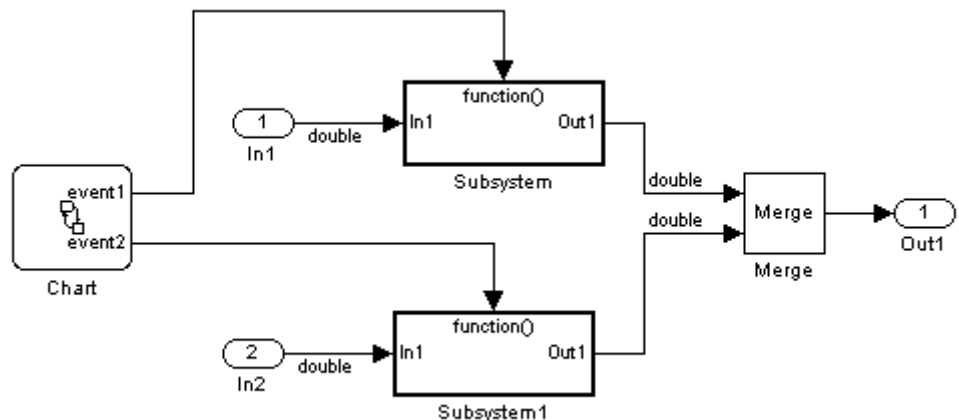 function()
1
In1
double
In1
Out1
Subsystem
event1
event2
Chart
double
double
Merge
Merge
1
Out1
function()
2
In2
double
In1
Out1
Subsystem1